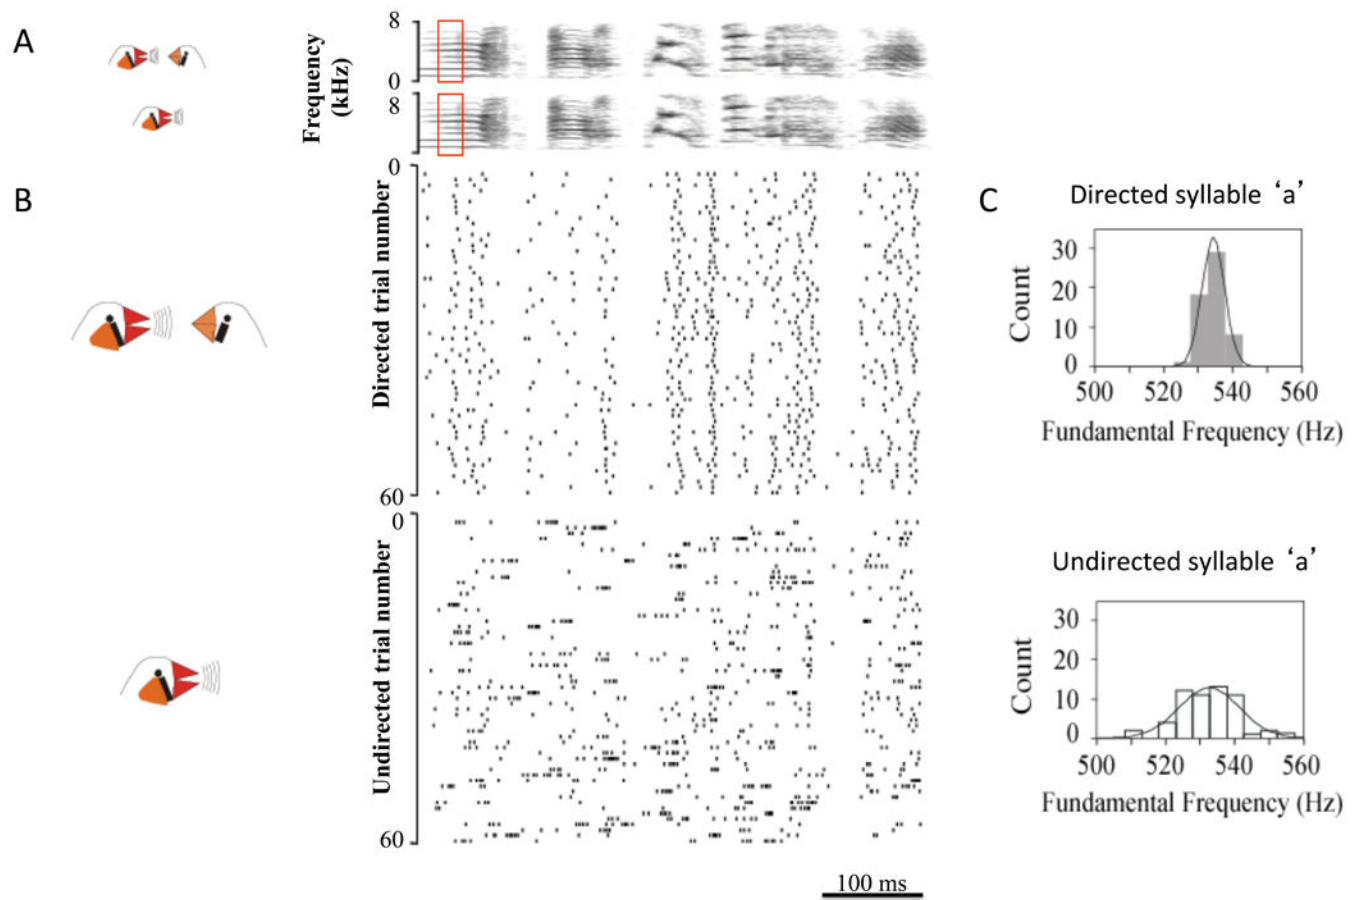 A
Frequency
(kHz)
8
0
8
0
B
Directed trial number
60
C
Directed syllable ‘a’
Count
30
20
10
0
500 520 540 560
Fundamental Frequency (Hz)
Undirected trial number
0
60
Undirected syllable ‘a’
Count
30
20
10
0
500 520 540 560
Fundamental Frequency (Hz)
100 ms